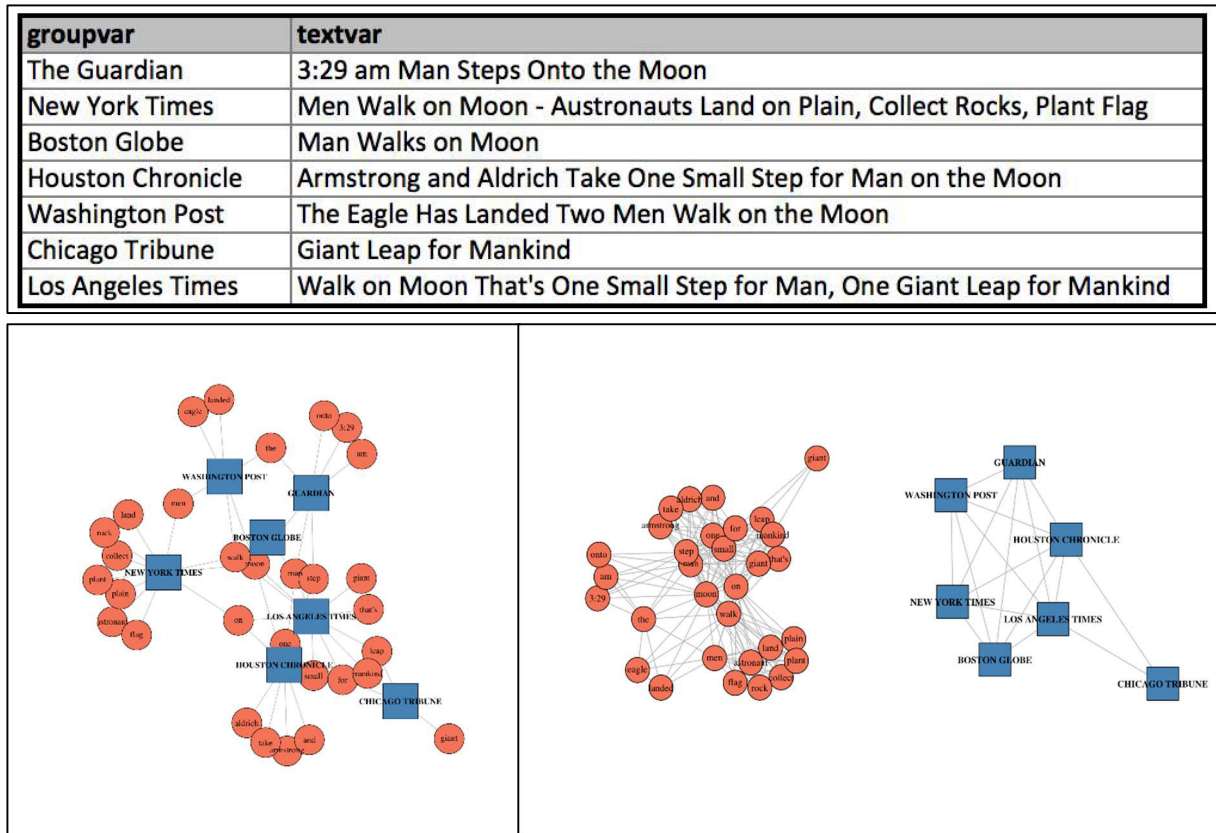 groupvar textvar
The Guardian 3:29 am Man Steps Onto the Moon
New York Times Men Walk on Moon - Austronauts Land on Plain, Collect Rocks, Plant Flag
Boston Globe Man Walks on Moon
Houston Chronicle Armstrong and Aldrich Take One Small Step for Man on the Moon
Washington Post The Eagle Has Landed Two Men Walk on the Moon
Chicago Tribune Giant Leap for Mankind
Los Angeles Times Walk on Moon That's One Small Step for Man, One Giant Leap for Mankind
landed
eagle
onto
3:29
the
am
WASHINGTON POST
GUARDIAN
men
land
rock
BOSTON GLOBE
collect
walk
moon
NEW YORK TIMES
man
step
giant
plant
plain
that's
LOS ANGELES TIMES
astronaut
on
flag
one
leap
HOUSTON CHRONICLE
mankind
small
for
CHICAGO TRIBUNE
aldrich
take
and
armstrong
giant
giant
aldrich
and
take
armstrong
for
leap
one
mankind
small
step
onto
man
giant
that's
am
on
3:29
moon
walk
the
plain
land
men
plant
astronaut
eagle
collect
landed
flag
rock
GUARDIAN
WASHINGTON POST
HOUSTON CHRONICLE
NEW YORK TIMES
LOS ANGELES TIMES
BOSTON GLOBE
CHICAGO TRIBUNE